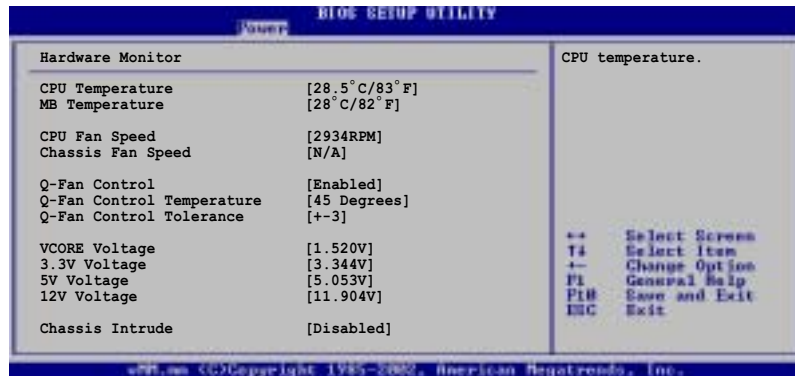 BIOS SETUP UTILITY
Power
Hardware Monitor
CPU Temperature [28.5°C/83°F]
MB Temperature [28°C/82°F]
CPU Fan Speed [2934RPM]
Chassis Fan Speed [N/A]
Q-Fan Control [Enabled]
Q-Fan Control Temperature [45 Degrees]
Q-Fan Control Tolerance [+-3]
VCORE Voltage [1.520V]
3.3V Voltage [3.344V]
5V Voltage [5.053V]
12V Voltage [11.904V]
Chassis Intrude [Disabled]
CPU temperature.
←→ Select Screen
↑↓ Select Item
+- Change Option
F1 General Help
F10 Save and Exit
ESC Exit
(C)Copyright 1985-2002, American Megatrends, Inc.